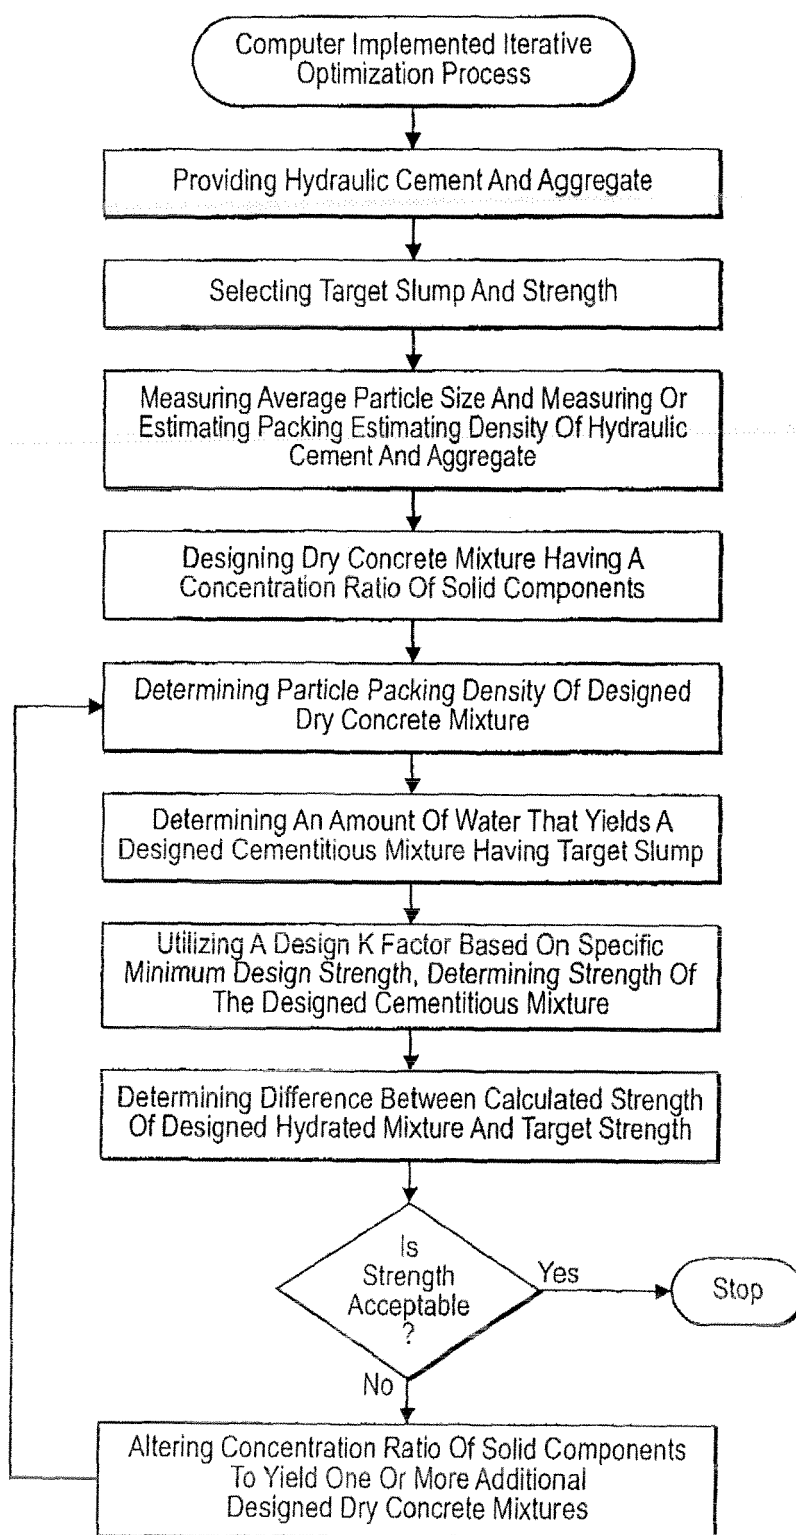 Computer Implemented Iterative
Optimization Process
Providing Hydraulic Cement And Aggregate
Selecting Target Slump And Strength
Measuring Average Particle Size And Measuring Or
Estimating Packing Estimating Density Of Hydraulic
Cement And Aggregate
Designing Dry Concrete Mixture Having A
Concentration Ratio Of Solid Components
Determining Particle Packing Density Of Designed
Dry Concrete Mixture
Determining An Amount Of Water That Yields A
Designed Cementitious Mixture Having Target Slump
Utilizing A Design K Factor Based On Specific
Minimum Design Strength, Determining Strength Of
The Designed Cementitious Mixture
Determining Difference Between Calculated Strength
Of Designed Hydrated Mixture And Target Strength
Is
Strength
Acceptable
?
Yes
Stop
No
Altering Concentration Ratio Of Solid Components
To Yield One Or More Additional
Designed Dry Concrete Mixtures